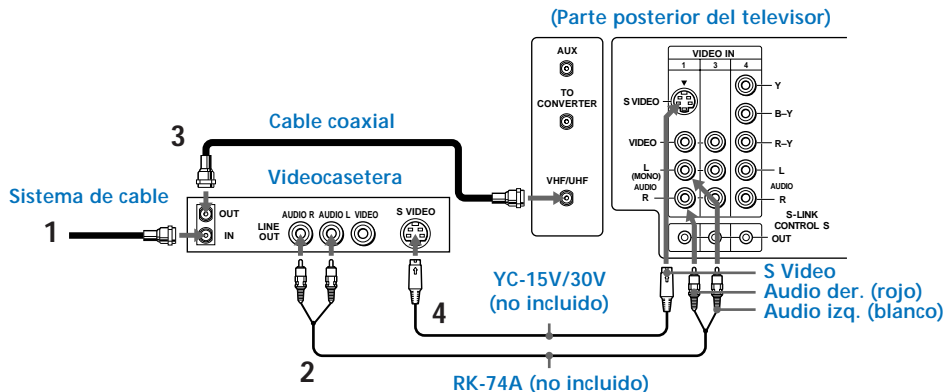 (Parte posterior del televisor)
AUX
TO
CONVERTER
VHF/UHF
VIDEO IN
1 3 4
S VIDEO
VIDEO
L
(MONO)
AUDIO
R
Y
B–Y
R–Y
L
AUDIO
R
S-LINK
CONTROL S
OUT
3
Cable coaxial
Sistema de cable
1
Videocasetera
OUT
IN
LINE
OUT
AUDIO R AUDIO L VIDEO
S VIDEO
YC-15V/30V
(no incluido)
4
S Video
Audio der. (rojo)
Audio izq. (blanco)
2
RK-74A (no incluido)